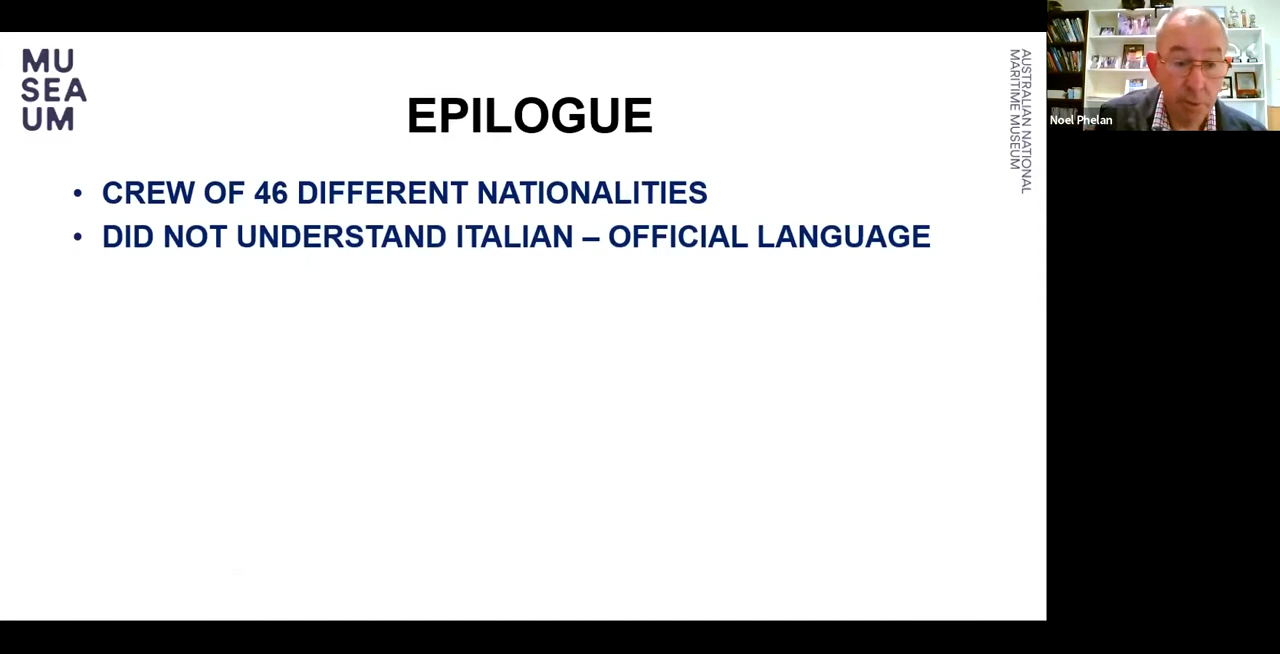 MU
SEA
UM
EPILOGUE
AUSTRALIAN NATIONAL
MARITIME MUSEUM
Noel Phelan
• CREW OF 46 DIFFERENT NATIONALITIES
• DID NOT UNDERSTAND ITALIAN – OFFICIAL LANGUAGE